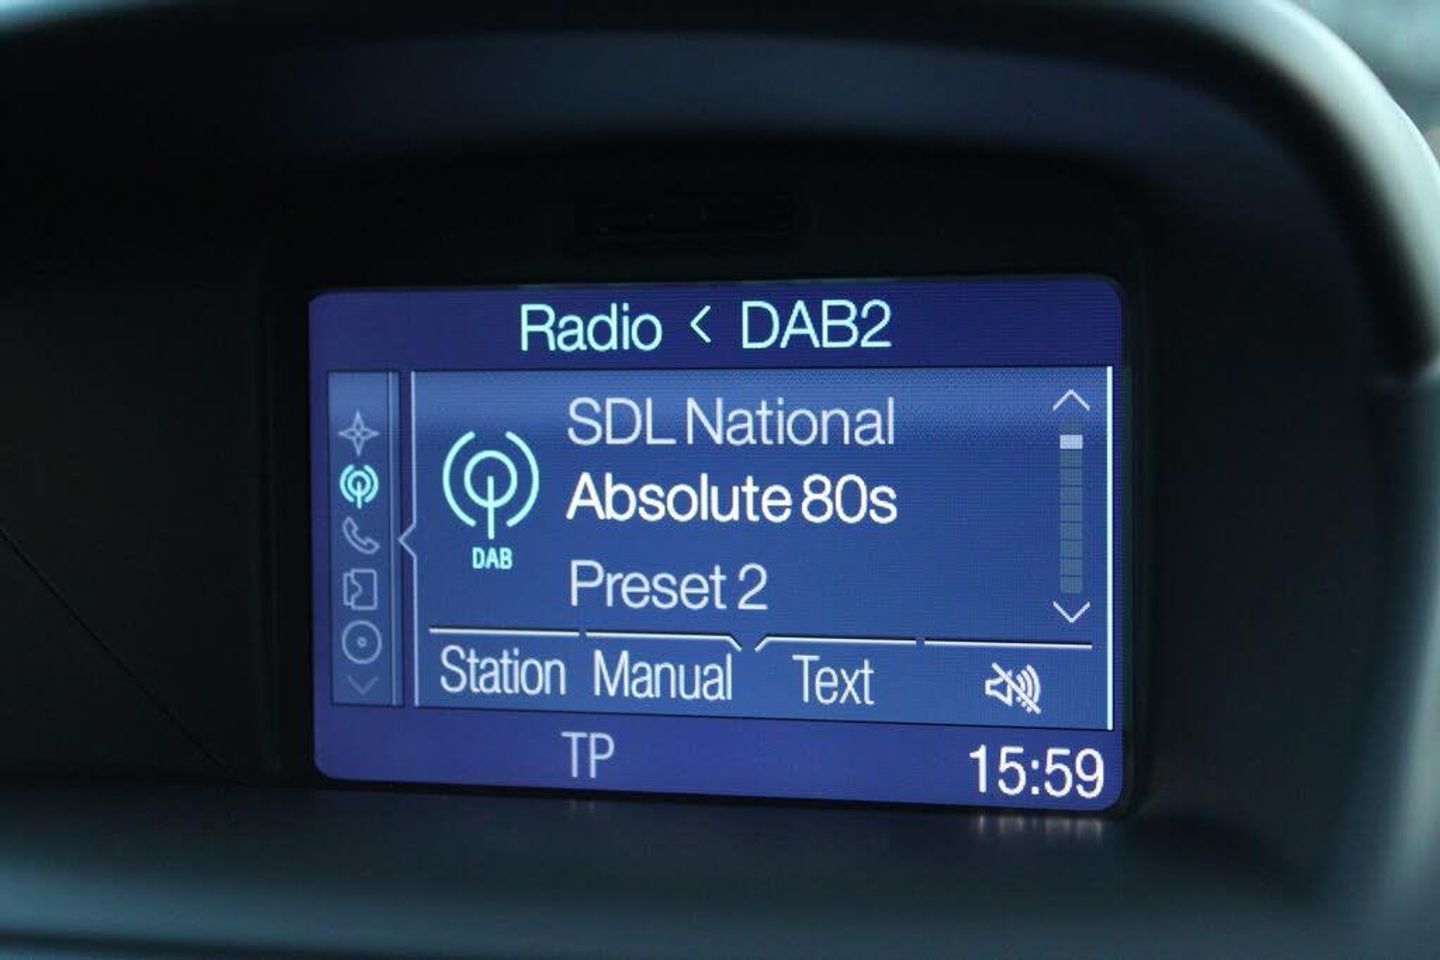 Radio < DAB2
SDL National
Absolute 80s
DAB
Preset 2
Station Manual Text
TP 15:59